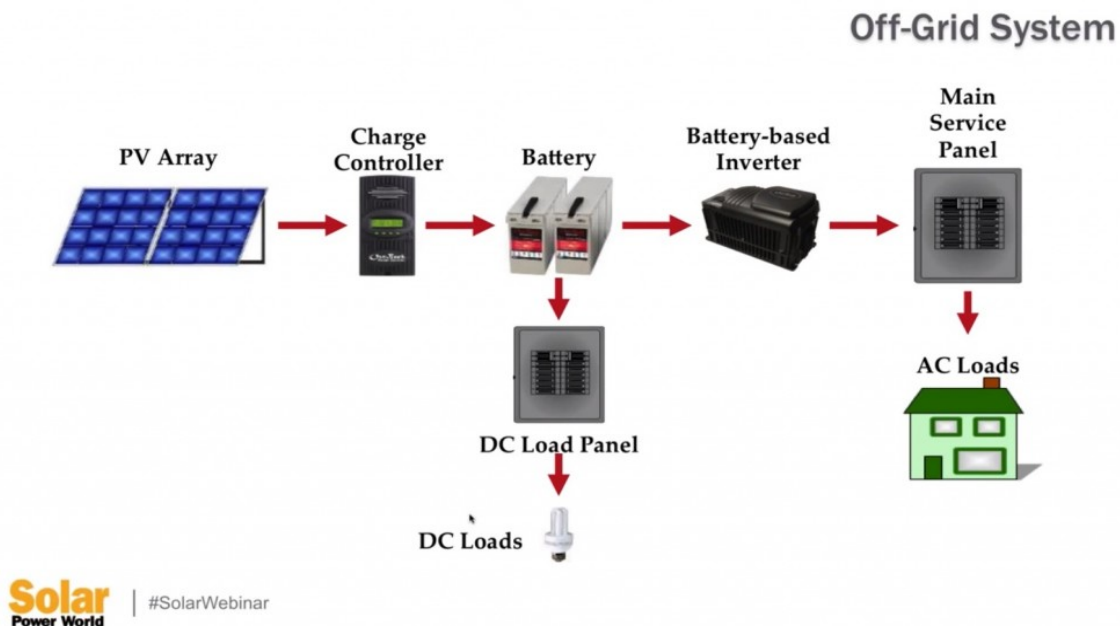 Off-Grid System
PV Array
Charge
Controller
Battery
Battery-based
Inverter
Main
Service
Panel
DC Load Panel
AC Loads
DC Loads
Solar
Power World
#SolarWebinar